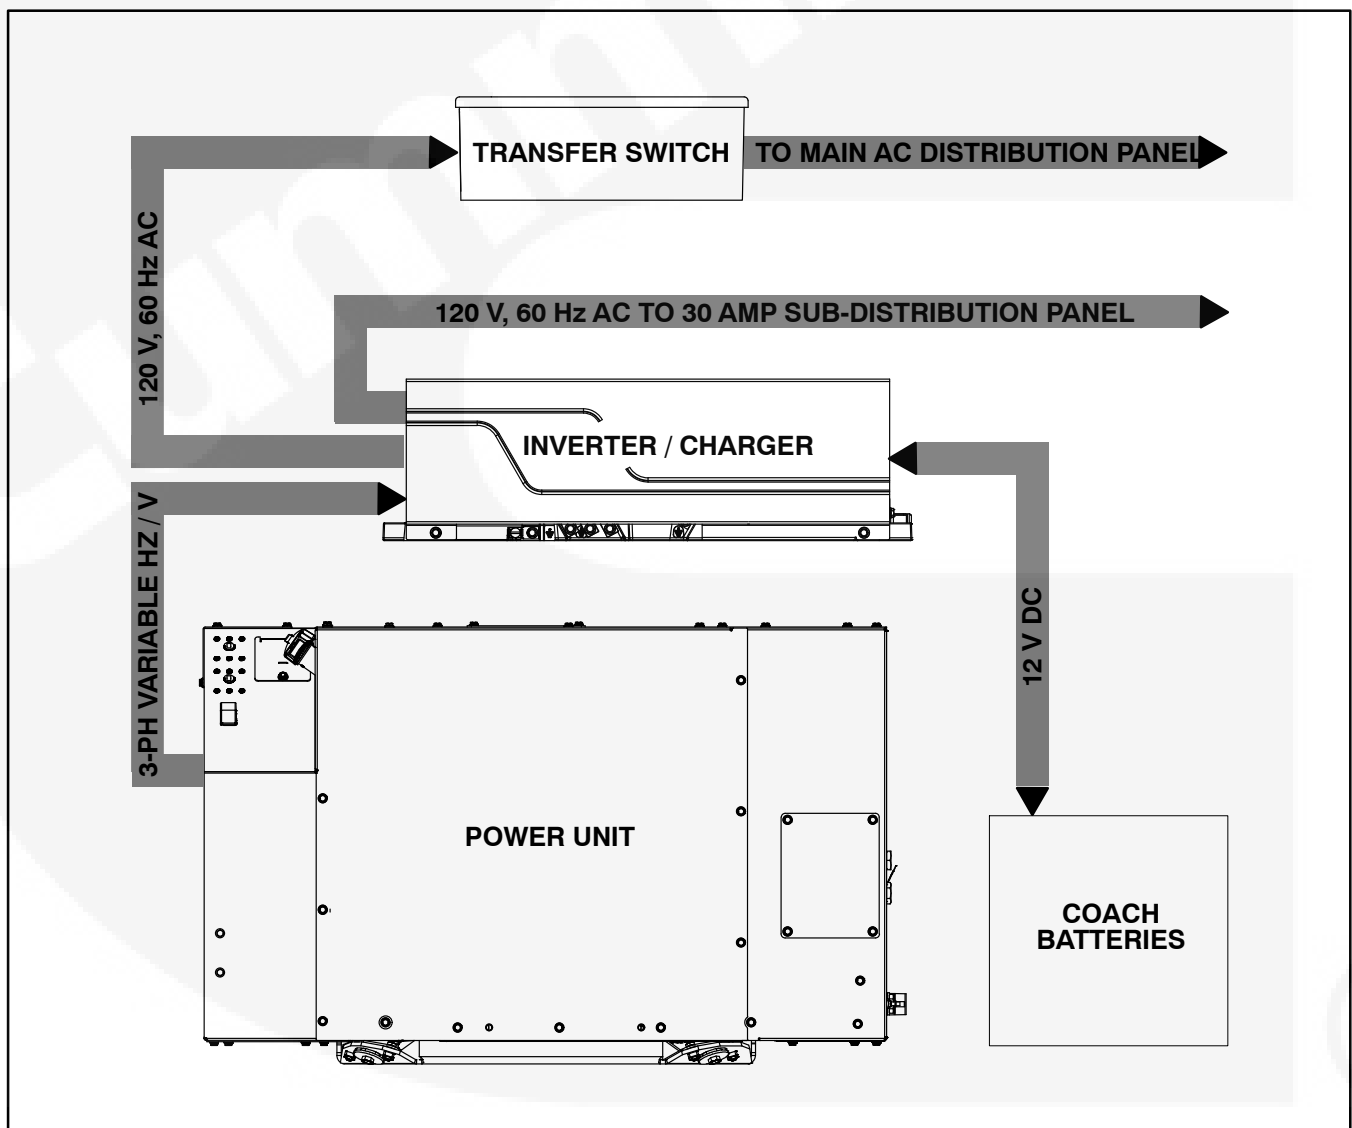 TRANSFER SWITCH
TO MAIN AC DISTRIBUTION PANEL
120 V, 60 Hz AC
120 V, 60 Hz AC TO 30 AMP SUB-DISTRIBUTION PANEL
INVERTER / CHARGER
3-PH VARIABLE HZ / V
12 V DC
POWER UNIT
COACH
BATTERIES